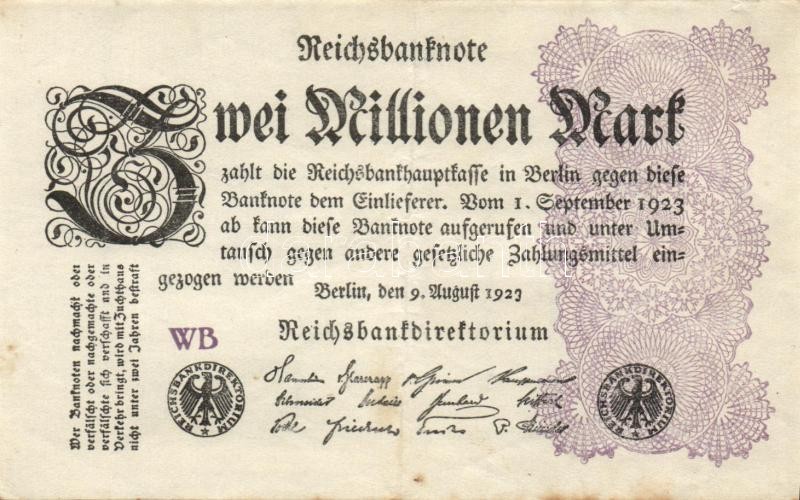 Reichsbanknote
Zwei Millionen Mark
zahlt die Reichsbankhauptkasse in Berlin gegen diese
Banknote dem Einlieferer. Vom 1. September 1923
ab kann diese Banknote aufgerufen und unter Um-
tausch gegen andere gesetzliche Zahlungsmittel ein-
gezogen werden
Berlin, den 9. August 1923
Reichsbankdirektorium
WB
Wer Banknoten nachmacht oder
verfälscht oder nachgemachte oder
verfälschte sich verschafft und in
Verkehr bringt, wird mit Zuchthaus
nicht unter zwei Jahren bestraft
REICHSBANKDIREKTORIUM
REICHSBANKDIREKTORIUM